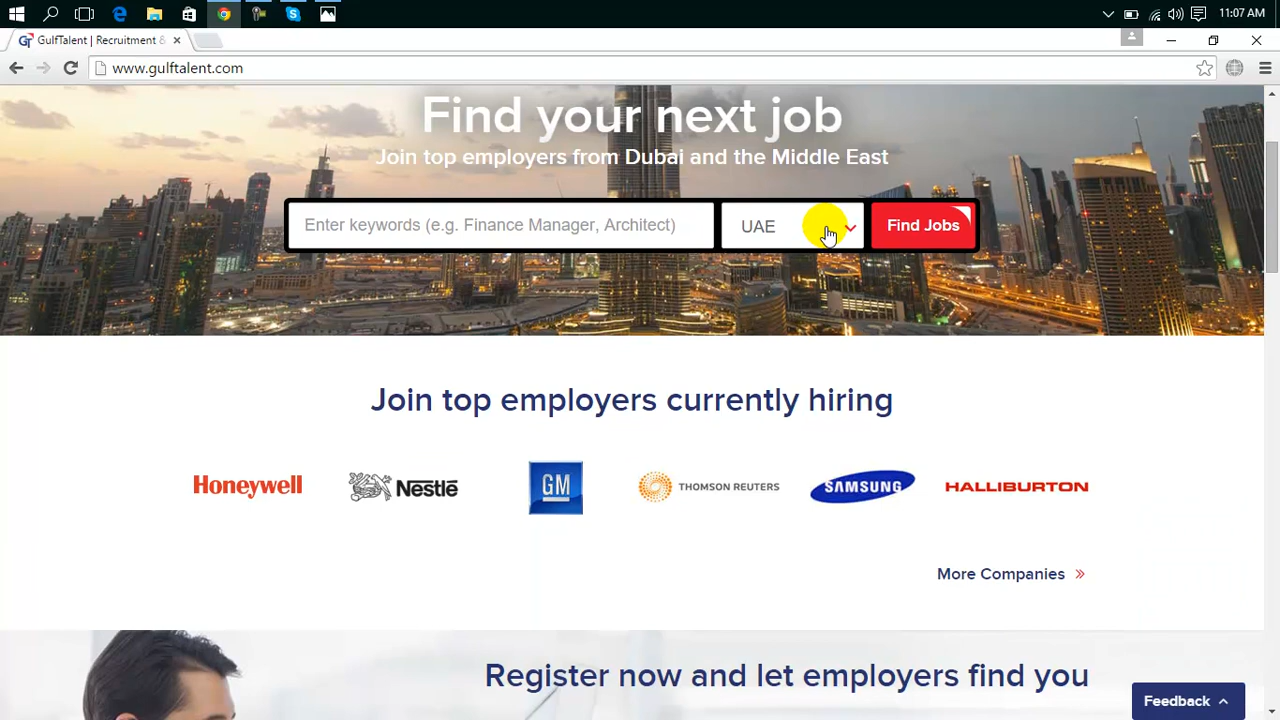 11:07 AM
GulfTalent | Recruitment &
www.gulftalent.com
Find your next job
Join top employers from Dubai and the Middle East
Enter keywords (e.g. Finance Manager, Architect)
UAE
Find Jobs
Join top employers currently hiring
Honeywell
Nestlé
GM
THOMSON REUTERS
SAMSUNG
HALLIBURTON
More Companies »
Register now and let employers find you
Feedback